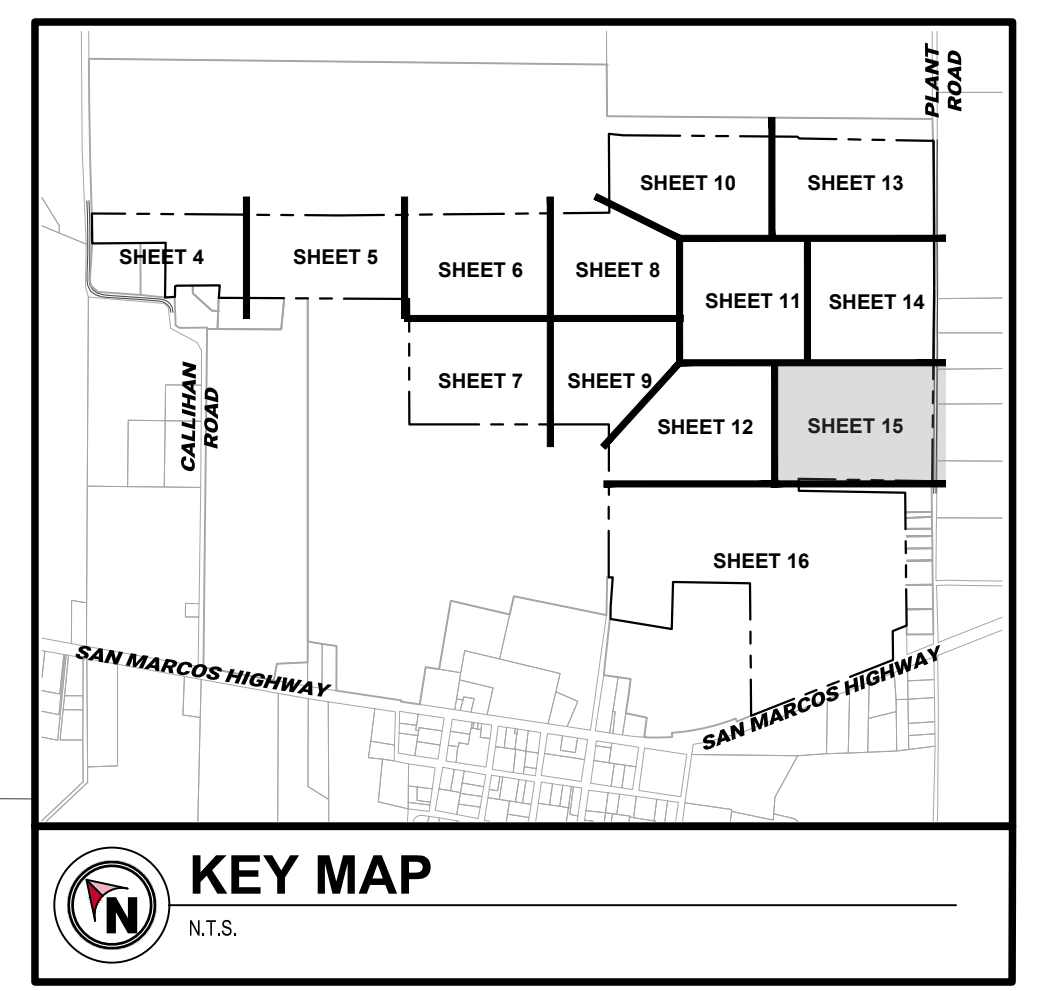 PLANT
ROAD
SHEET 10
SHEET 13
SHEET 4
SHEET 5
SHEET 6
SHEET 8
SHEET 11
SHEET 14
SHEET 7
SHEET 9
SHEET 12
SHEET 15
CALLIHAN
ROAD
SHEET 16
SAN MARCOS HIGHWAY
SAN MARCOS HIGHWAY
KEY MAP
N
N.T.S.